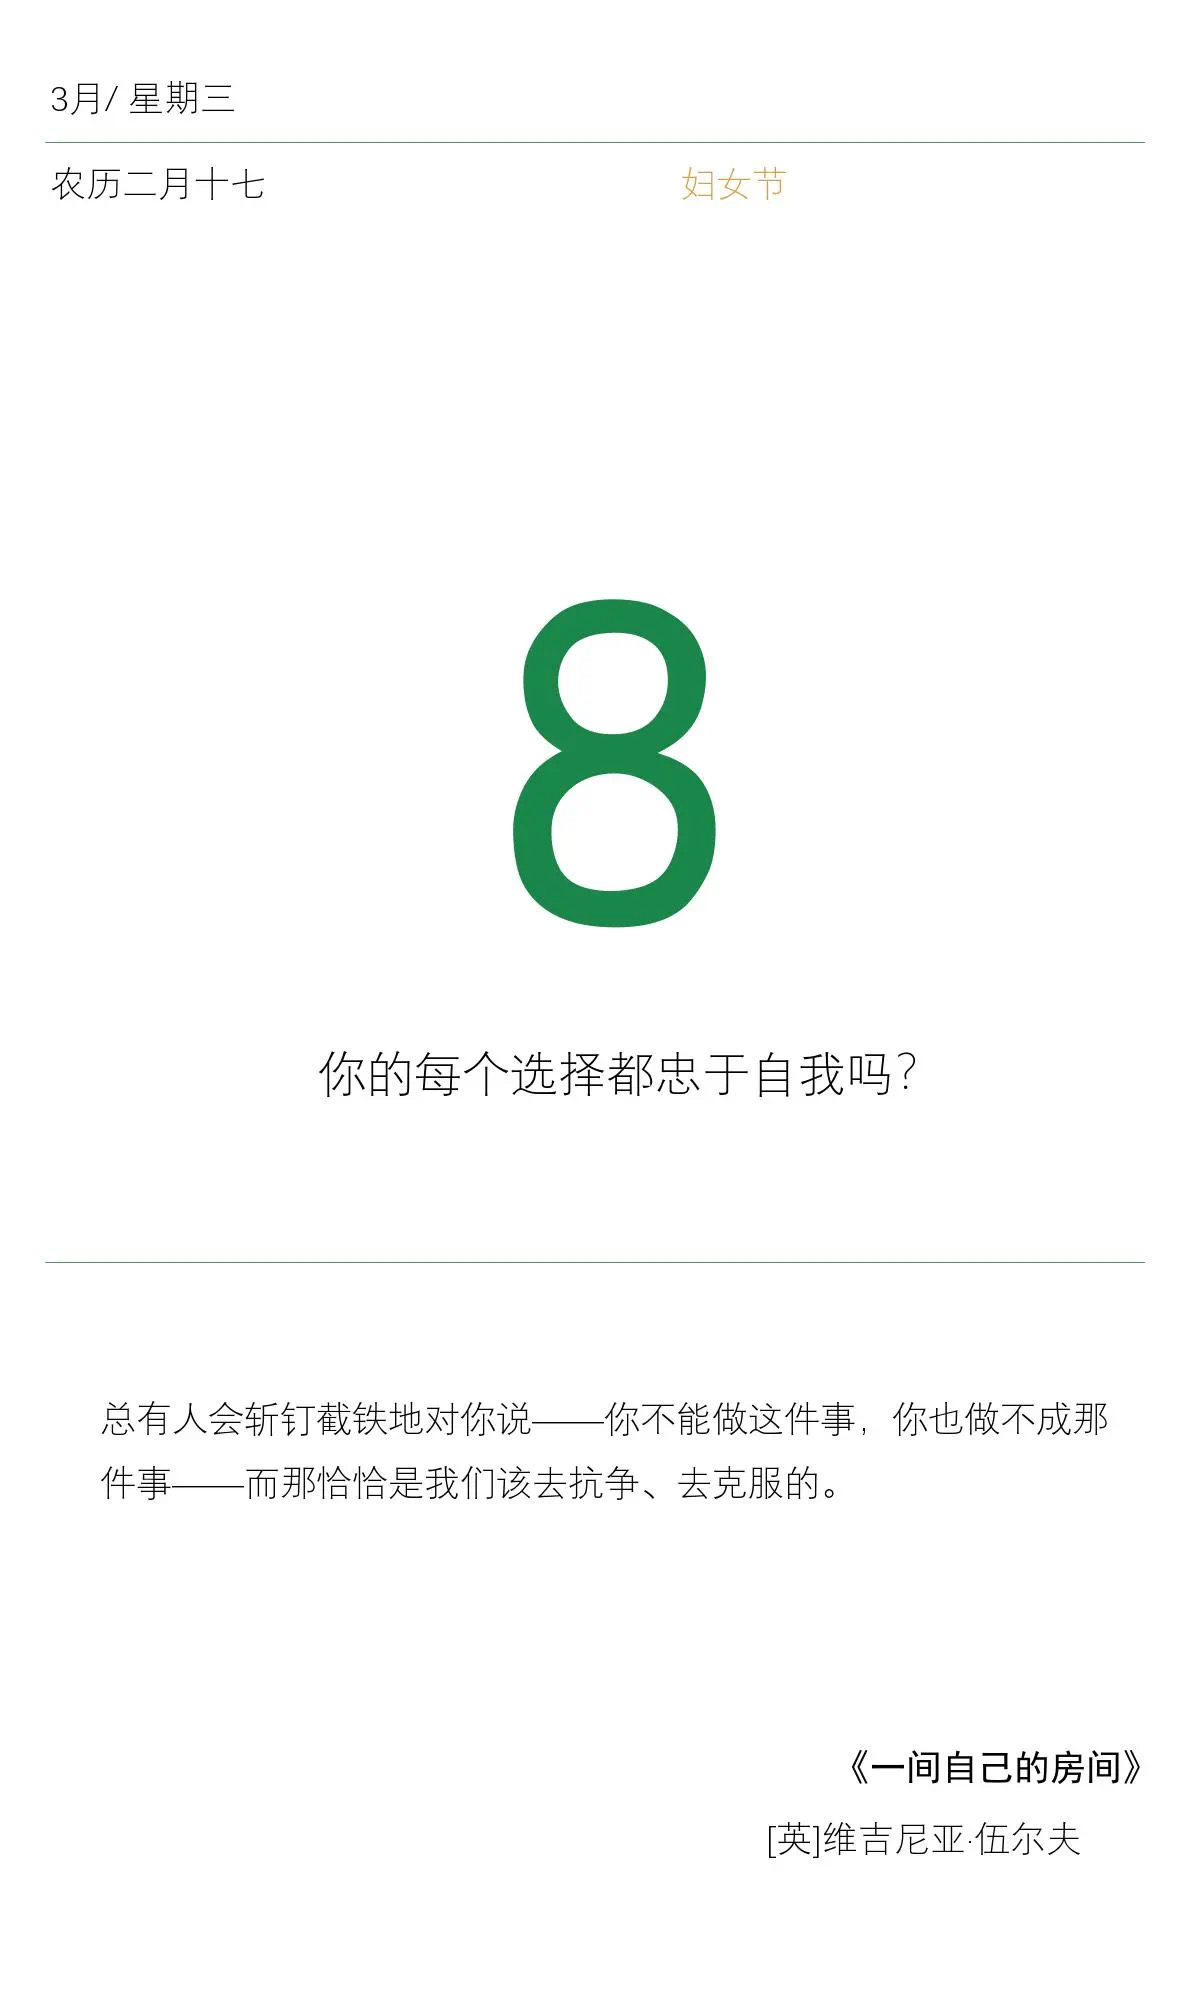 3月/ 星期三
农历二月十七
妇女节
8
你的每个选择都忠于自我吗？
总有人会斩钉截铁地对你说——你不能做这件事，你也做不成那
件事——而那恰恰是我们该去抗争、去克服的。
《一间自己的房间》
[英]维吉尼亚·伍尔夫